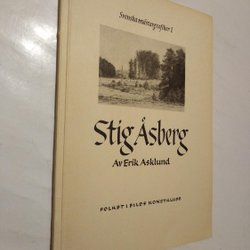 Svenska mästargrafiker I
Stig Åsberg
Av Erik Asklund
FOLKET I BILDS KONSTKLUBB